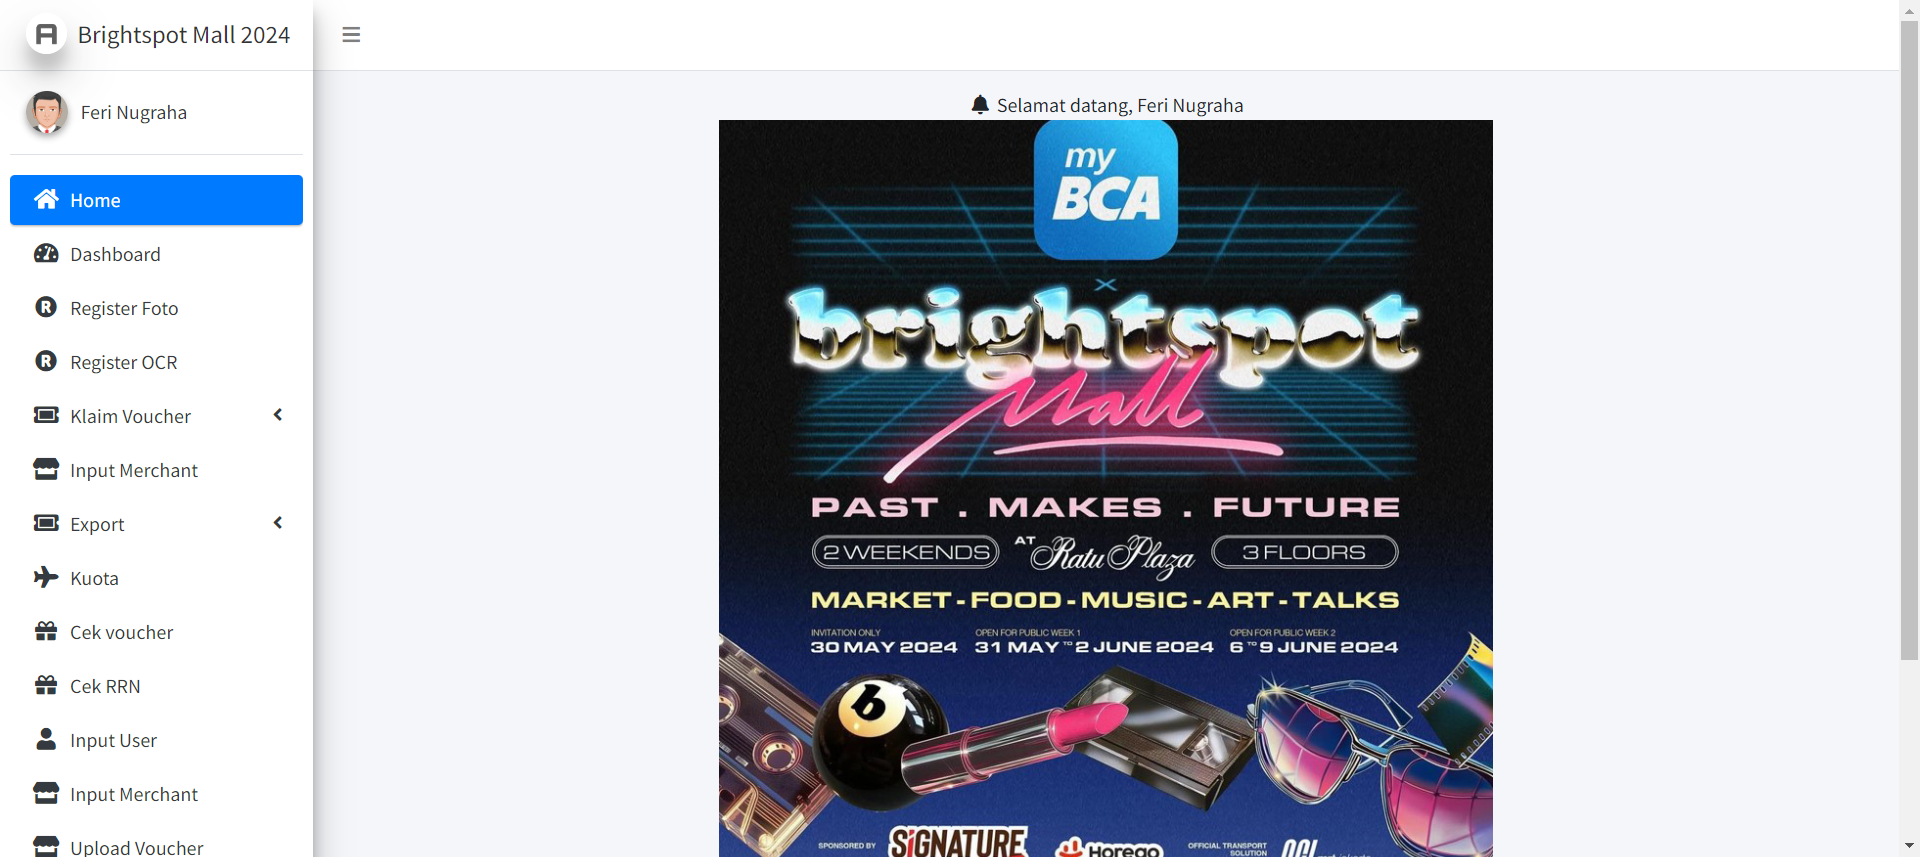 Brightspot Mall 2024
Feri Nugraha
Home
Dashboard
Register Foto
Register OCR
Klaim Voucher
Input Merchant
Export
Kuota
Cek voucher
Cek RRN
Input User
Input Merchant
Upload Voucher
Selamat datang, Feri Nugraha
my
BCA
×
brightspot
Mall
PAST . MAKES . FUTURE
2 WEEKENDS AT Ratu Plaza 3 FLOORS
MARKET - FOOD - MUSIC - ART - TALKS
INVITATION ONLY OPEN FOR PUBLIC WEEK 1 OPEN FOR PUBLIC WEEK 2
30 MAY 2024 31 MAY TO 2 JUNE 2024 6 TO 9 JUNE 2024
b
SPONSORED BY SIGNATURE Horego OFFICIAL TRANSPORT
SOLUTION